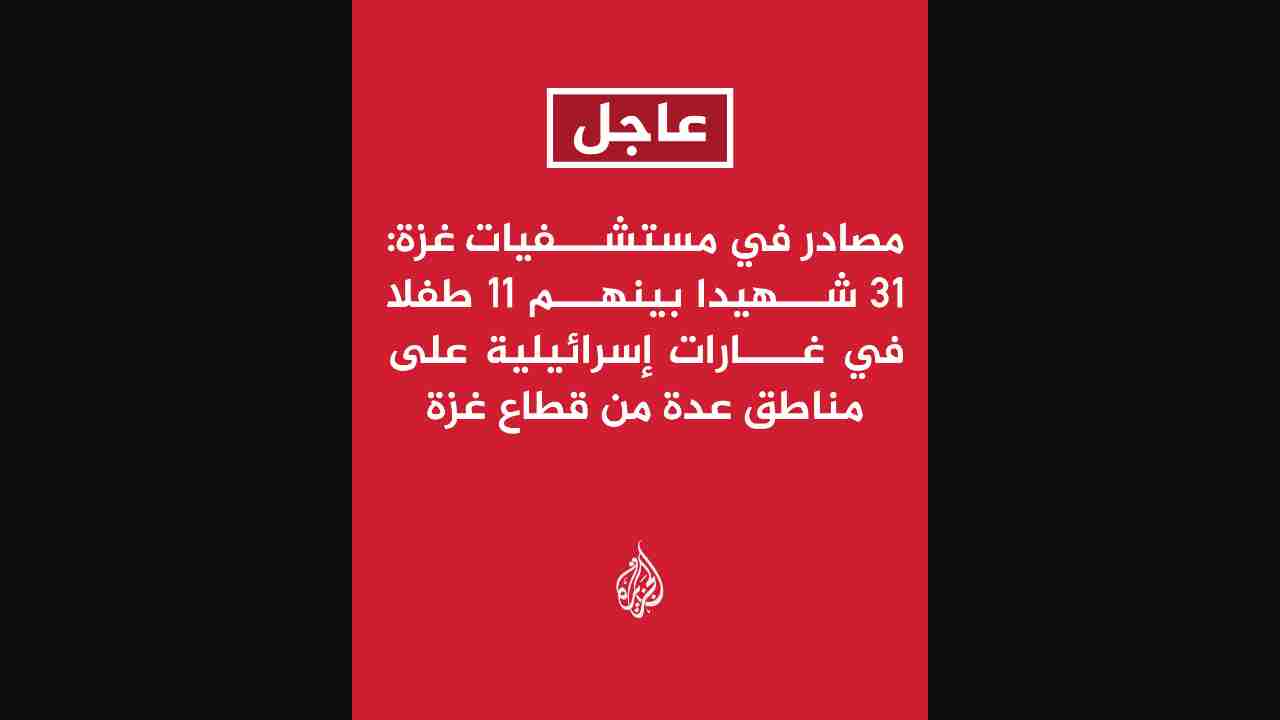 عاجل
مصادر في مستشفيات غزة:
31 شهيدا بينهم 11 طفلا
في غارات إسرائيلية على
مناطق عدة من قطاع غزة
الجزيرة